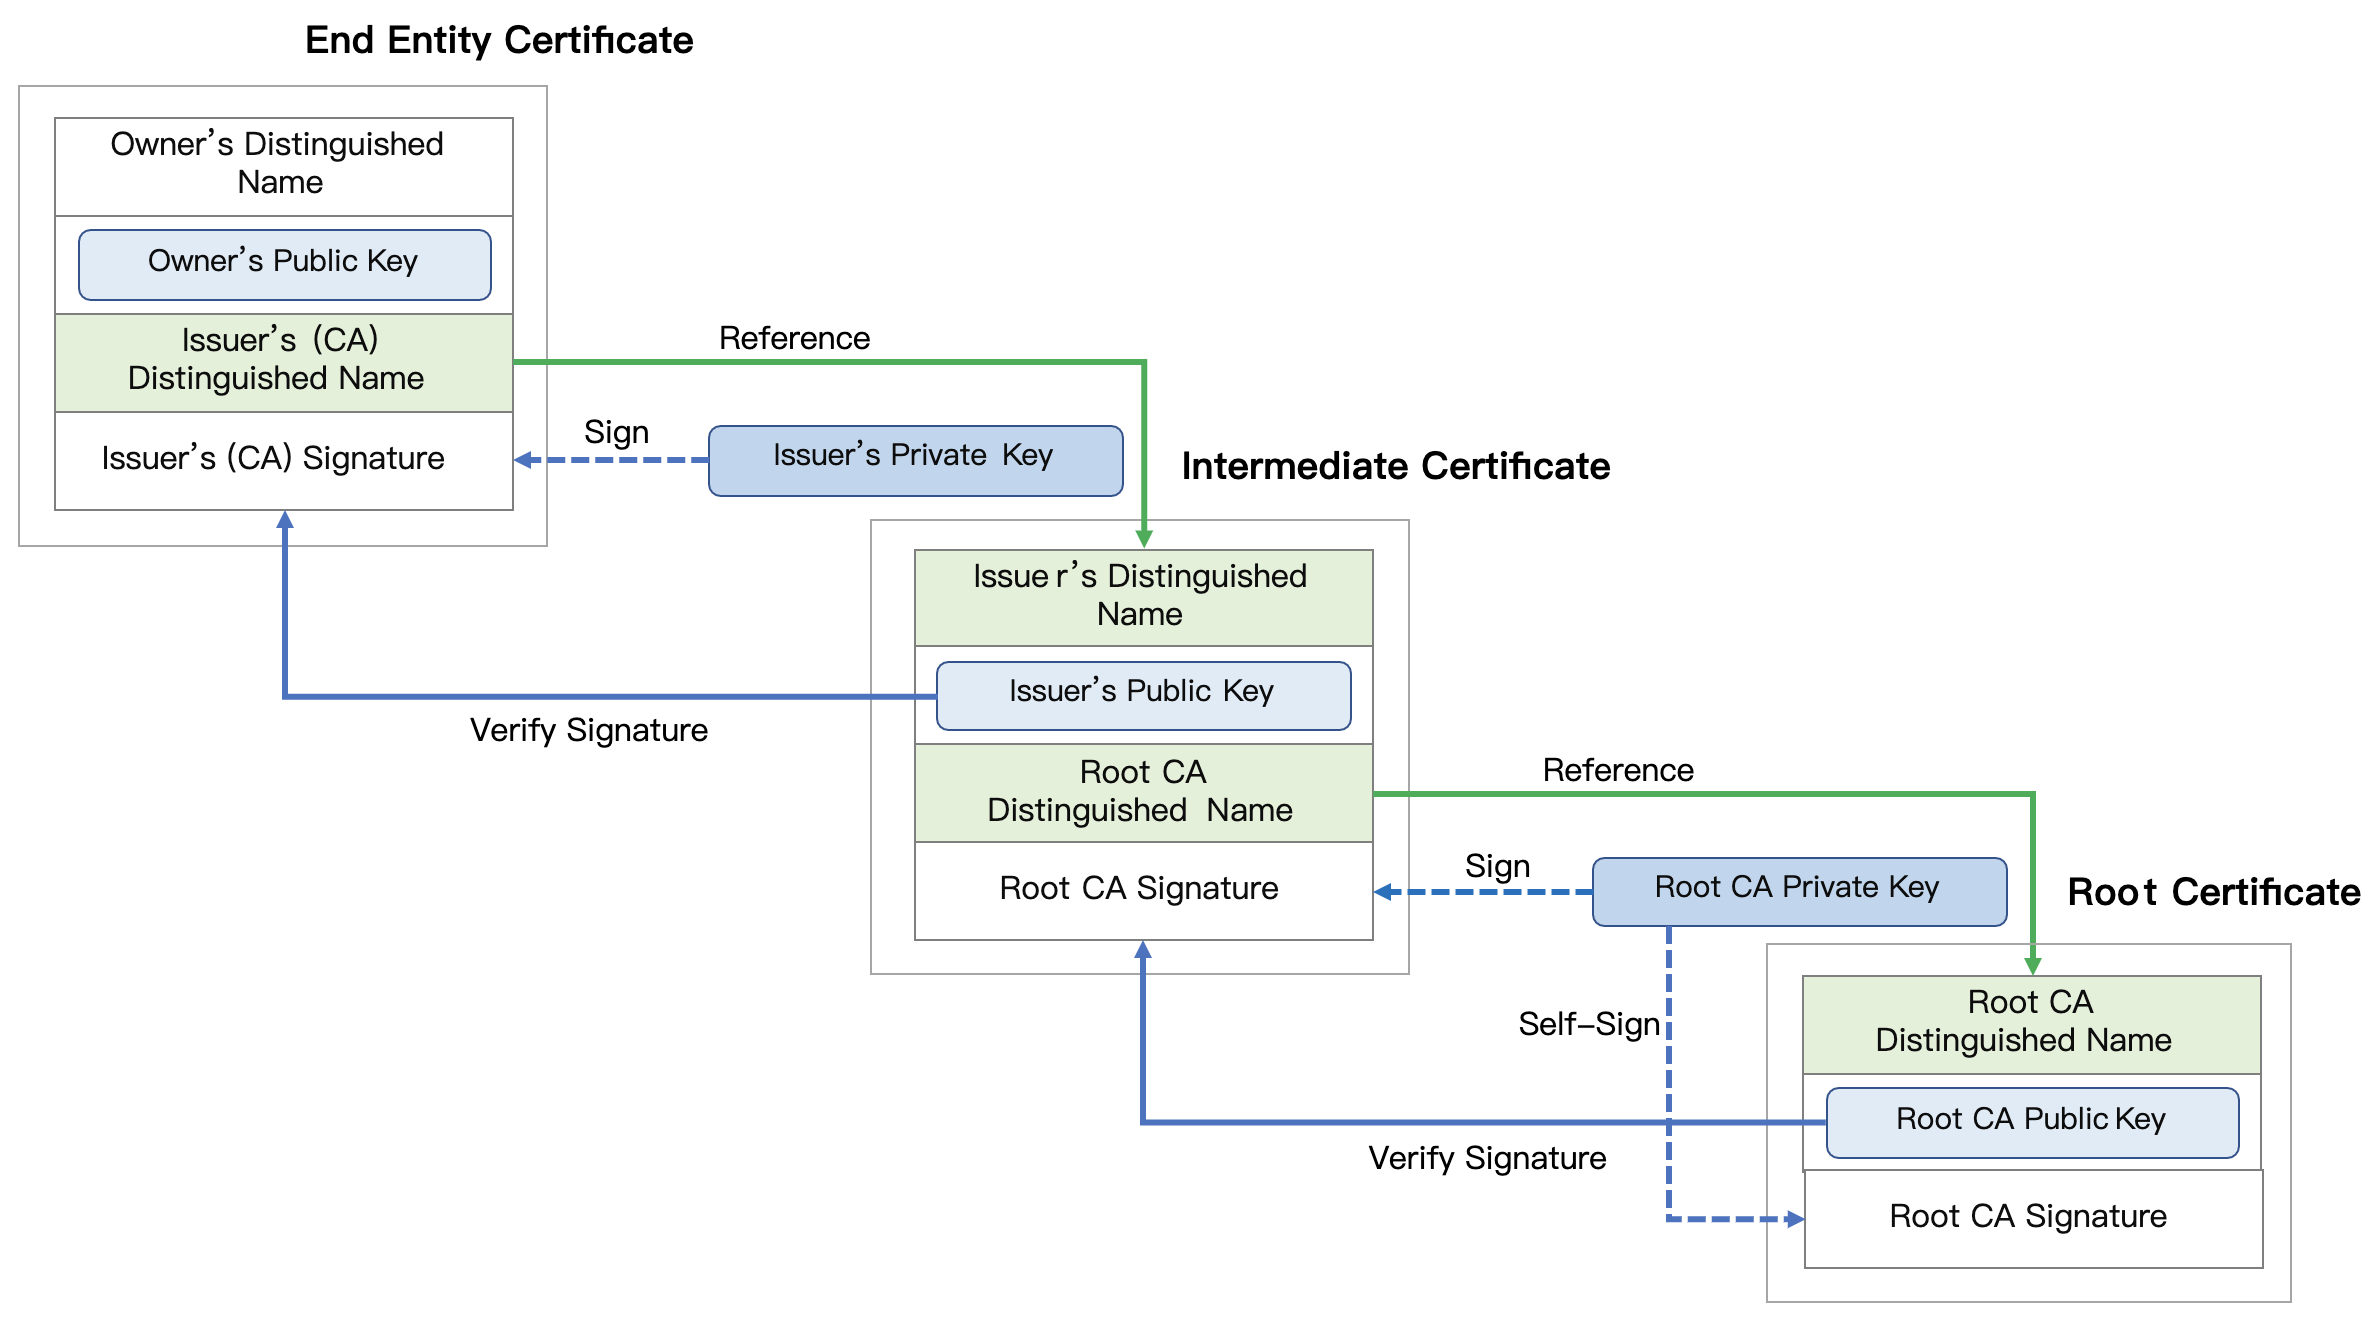 End Entity Certificate
Owner’s Distinguished
Name
Owner’s Public Key
Issuer’s (CA)
Distinguished Name
Issuer’s (CA) Signature
Reference
Sign
Issuer’s Private Key
Verify Signature
Intermediate Certificate
Issuer’s Distinguished
Name
Issuer’s Public Key
Root CA
Distinguished Name
Root CA Signature
Reference
Sign
Root CA Private Key
Self-Sign
Verify Signature
Root Certificate
Root CA
Distinguished Name
Root CA Public Key
Root CA Signature